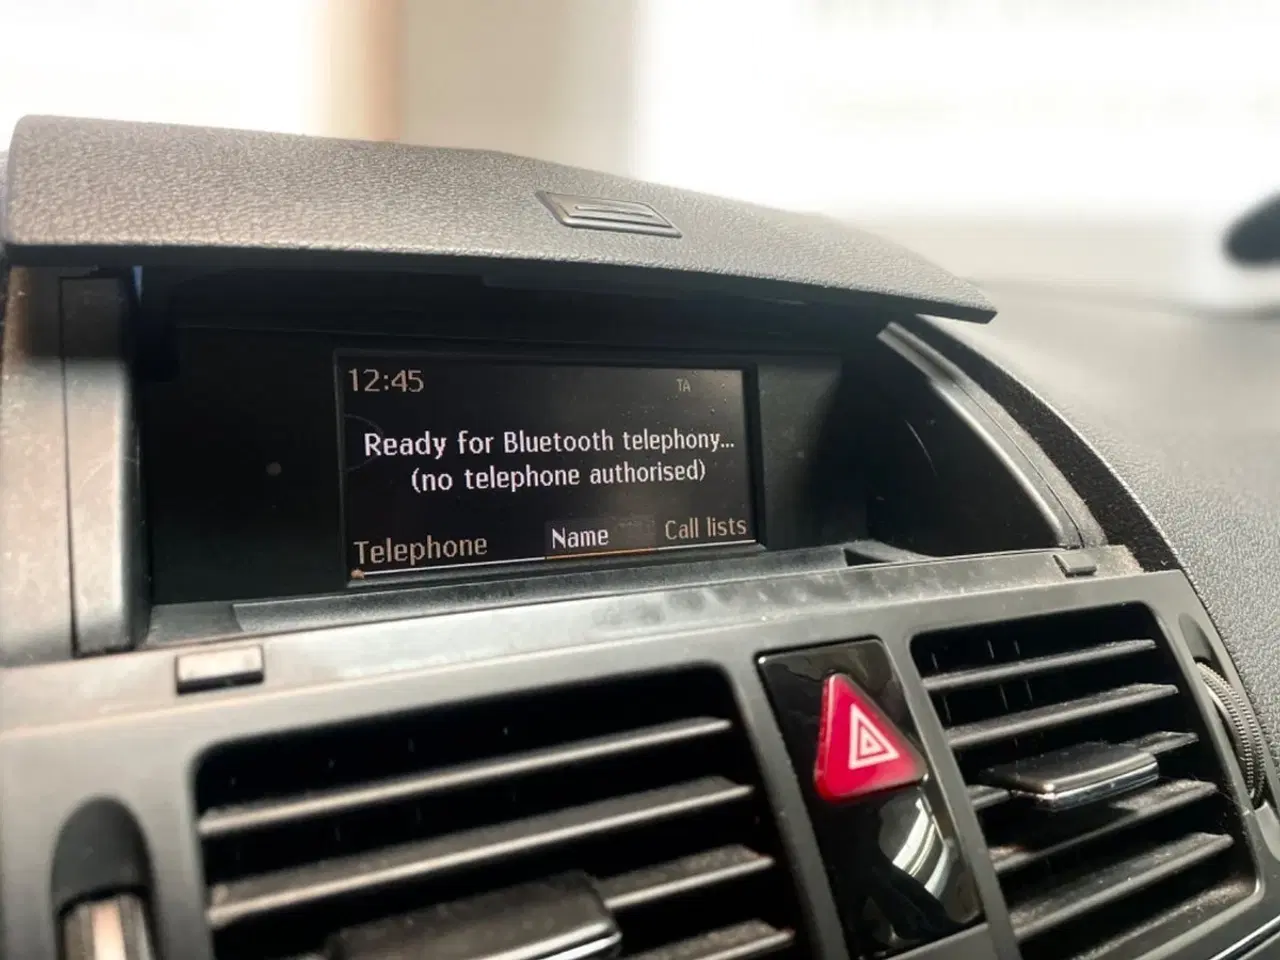 12:45 TA
Ready for Bluetooth telephony...
(no telephone authorised)
Telephone Name Call lists